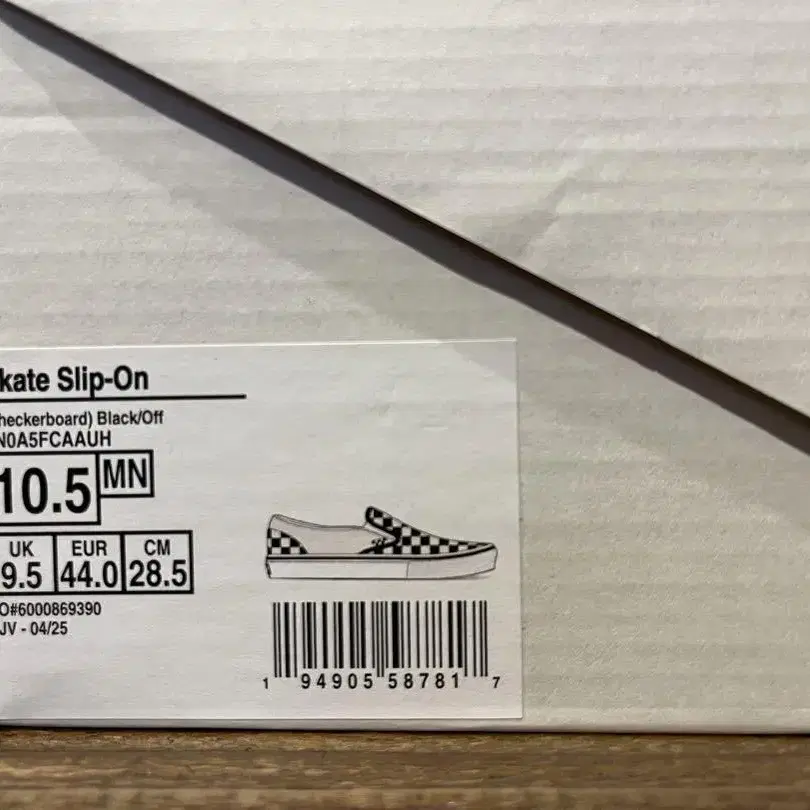 kate Slip-On
heckerboard) Black/Off
N0A5FCAAUH
10.5 MN
UK EUR CM
9.5 44.0 28.5
O#6000869390
JV - 04/25
1 94905 58781 7